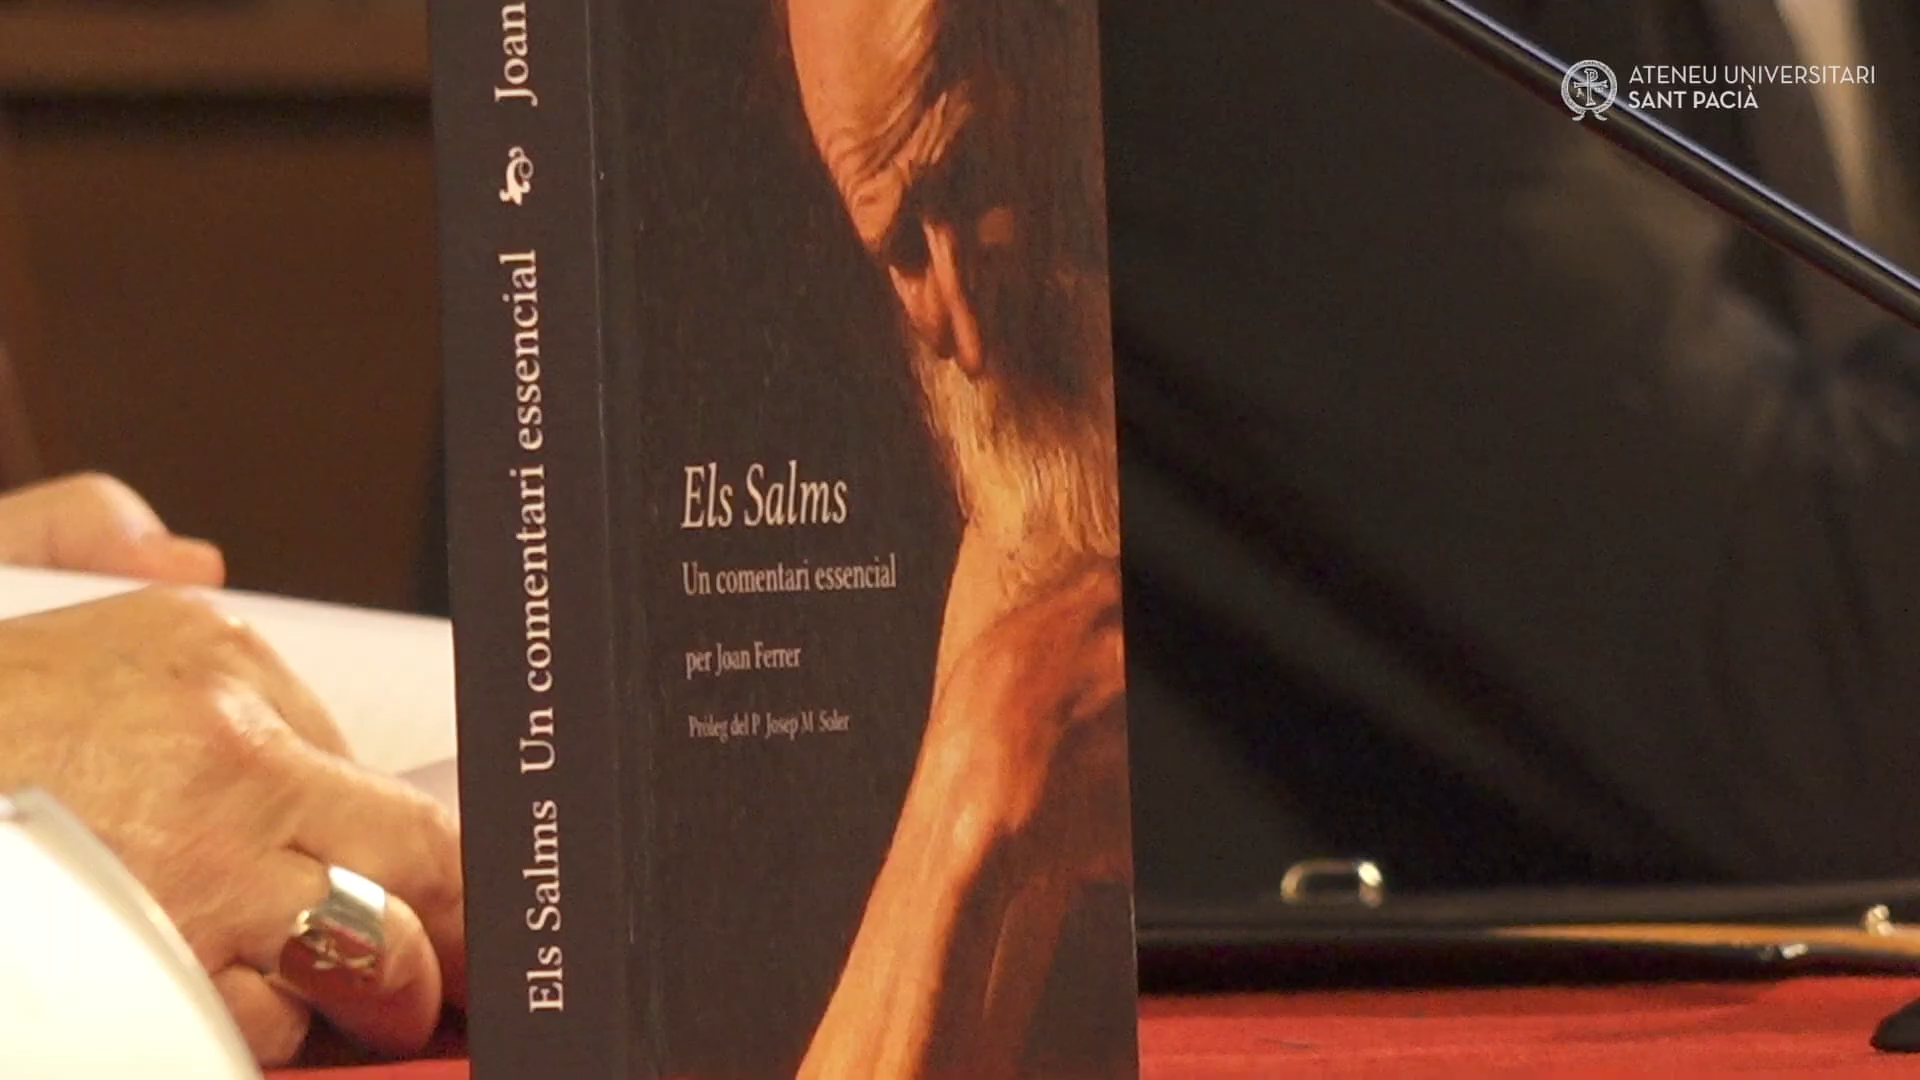 Els Salms Un comentari essencial Joan
Els Salms
Un comentari essencial
per Joan Ferrer
Pròleg del P. Josep M. Soler
ATENEU UNIVERSITARI
SANT PACIÀ